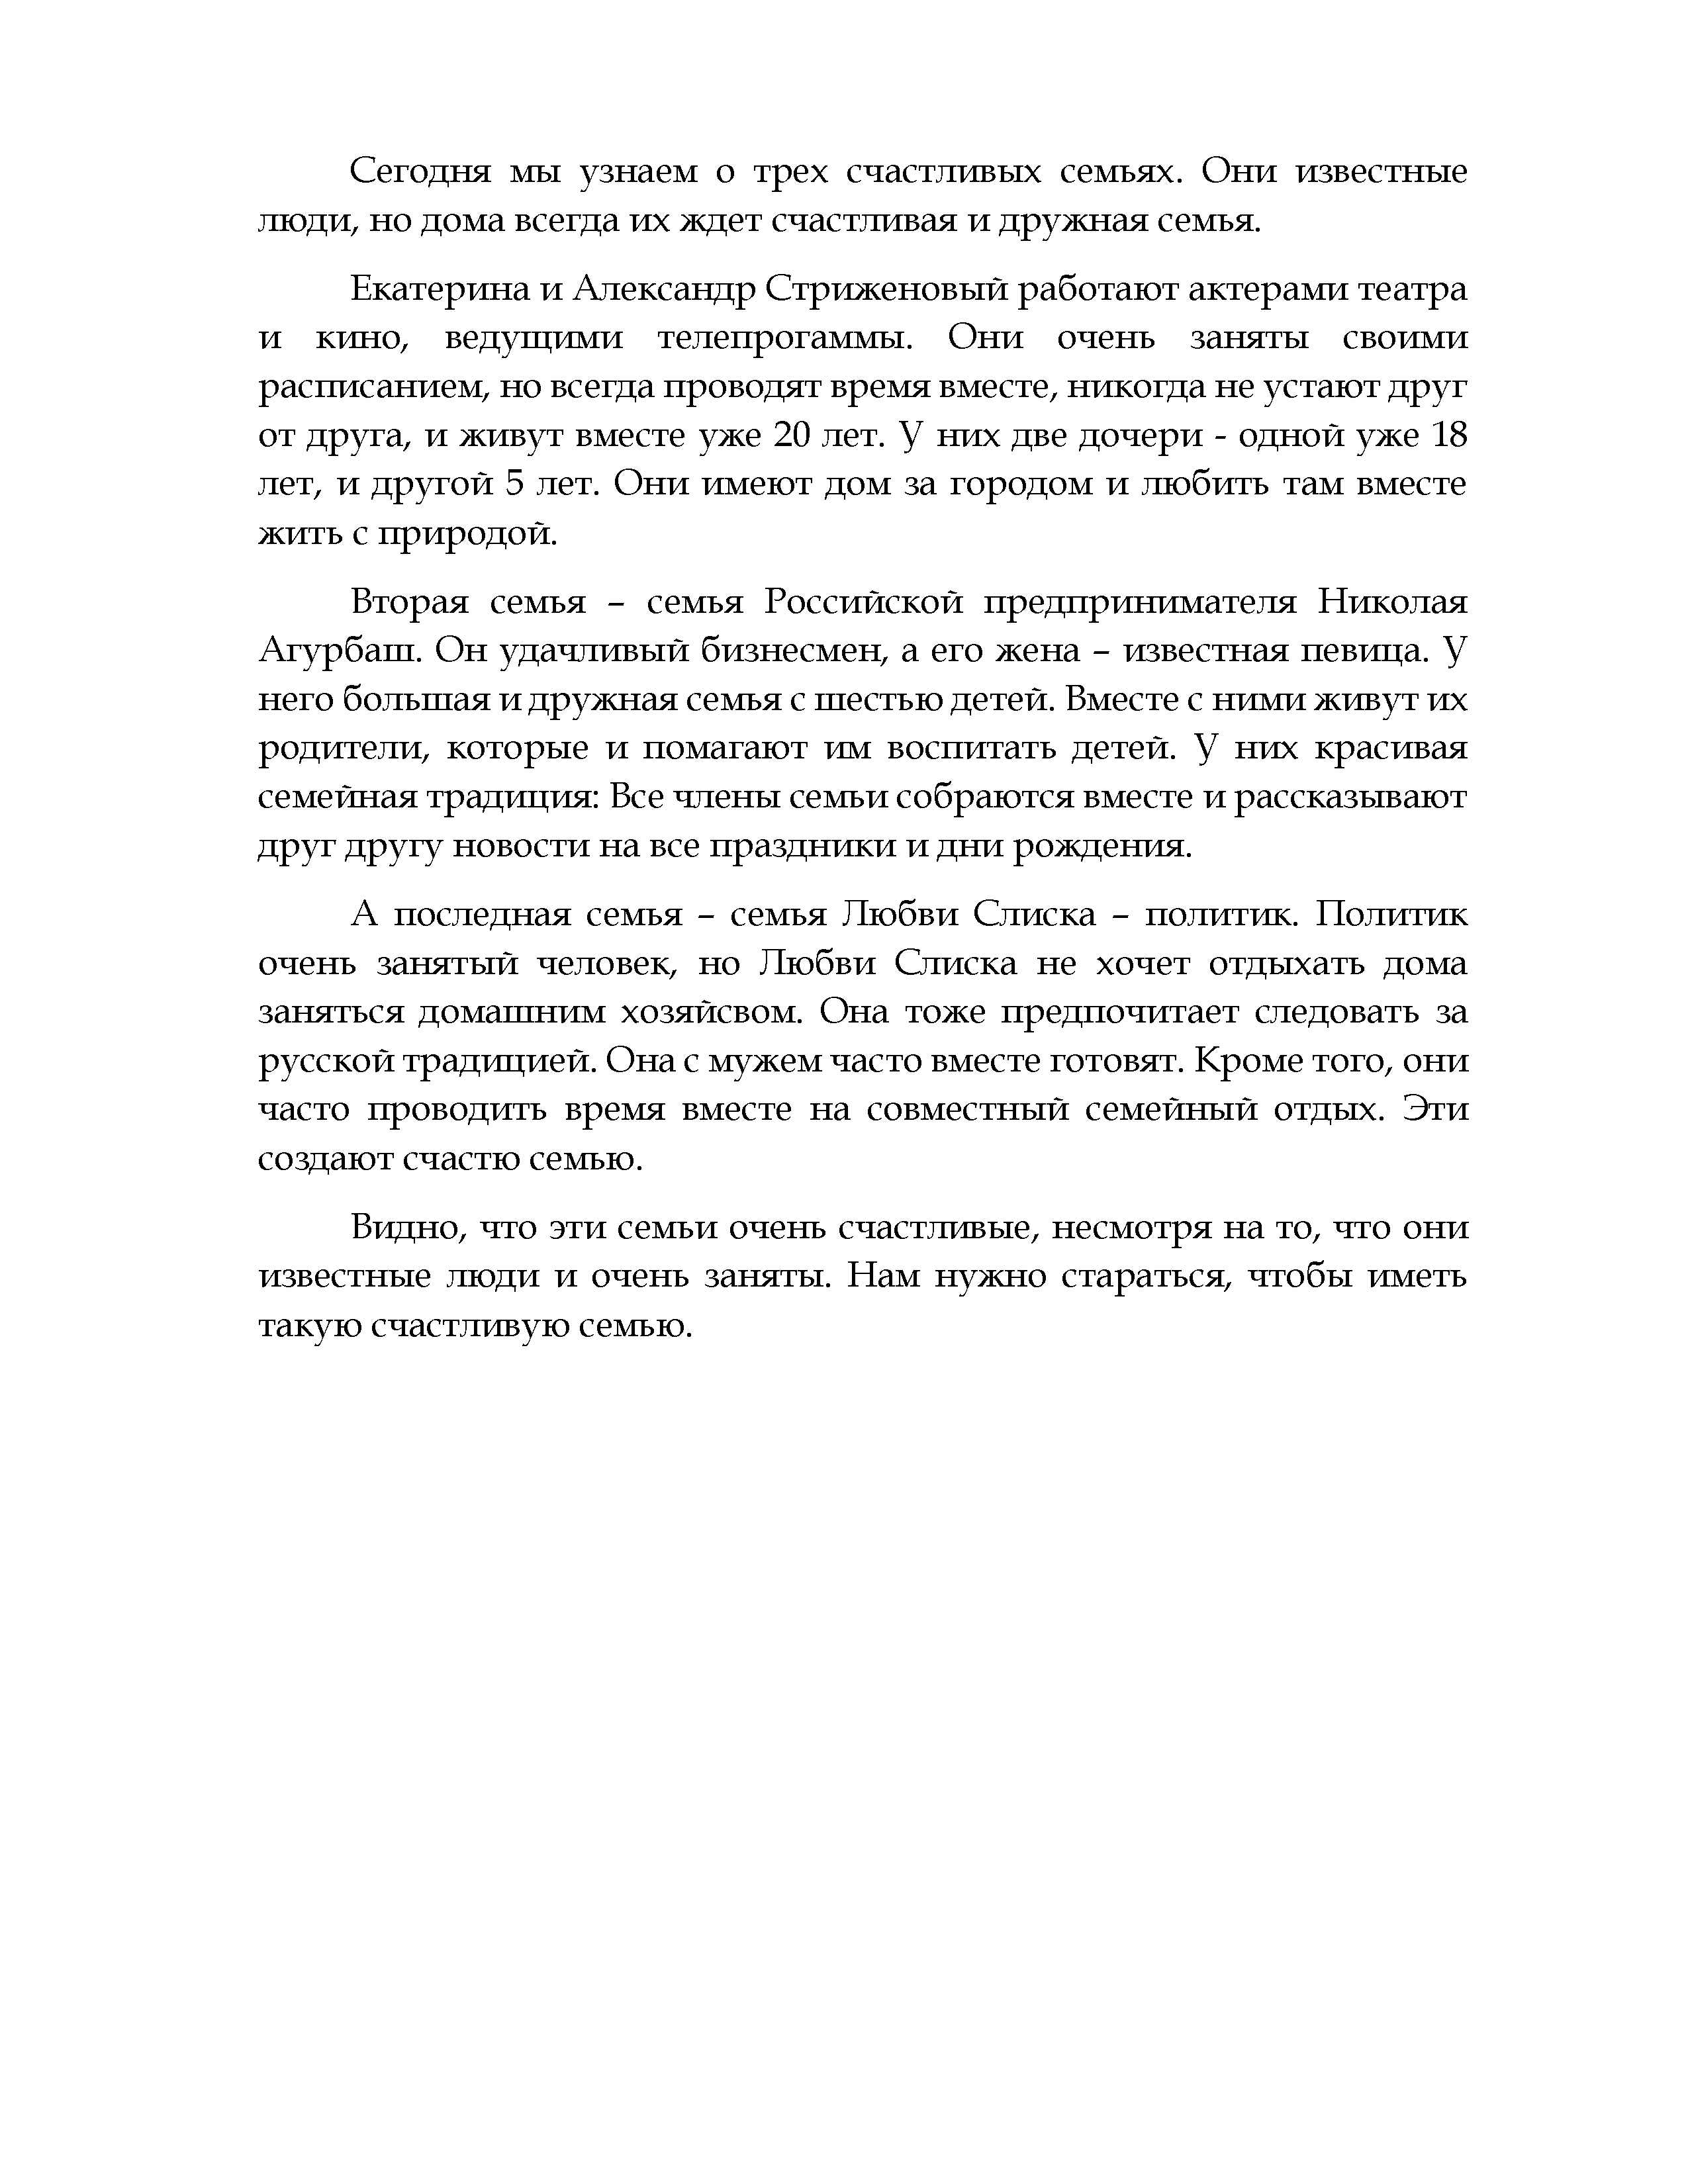 Сегодня мы узнаем о трех счастливых семьях. Они известные
люди, но дома всегда их ждет счастливая и дружная семья.
Екатерина и Александр Стриженовый работают актерами театра
и кино, ведущими телепрогаммы. Они очень заняты своими
расписанием, но всегда проводят время вместе, никогда не устают друг
от друга, и живут вместе уже 20 лет. У них две дочери - одной уже 18
лет, и другой 5 лет. Они имеют дом за городом и любить там вместе
жить с природой.
Вторая семья – семья Российской предпринимателя Николая
Агурбаш. Он удачливый бизнесмен, а его жена – известная певица. У
него большая и дружная семья с шестью детей. Вместе с ними живут их
родители, которые и помагают им воспитать детей. У них красивая
семейная традиция: Все члены семьи собраются вместе и рассказывают
друг другу новости на все праздники и дни рождения.
А последная семья – семья Любви Слиска – политик. Политик
очень занятый человек, но Любви Слиска не хочет отдыхать дома
заняться домашним хозяйсвом. Она тоже предпочитает следовать за
русской традицией. Она с мужем часто вместе готовят. Кроме того, они
часто проводить время вместе на совместный семейный отдых. Эти
создают счастю семью.
Видно, что эти семьи очень счастливые, несмотря на то, что они
известные люди и очень заняты. Нам нужно стараться, чтобы иметь
такую счастливую семью.